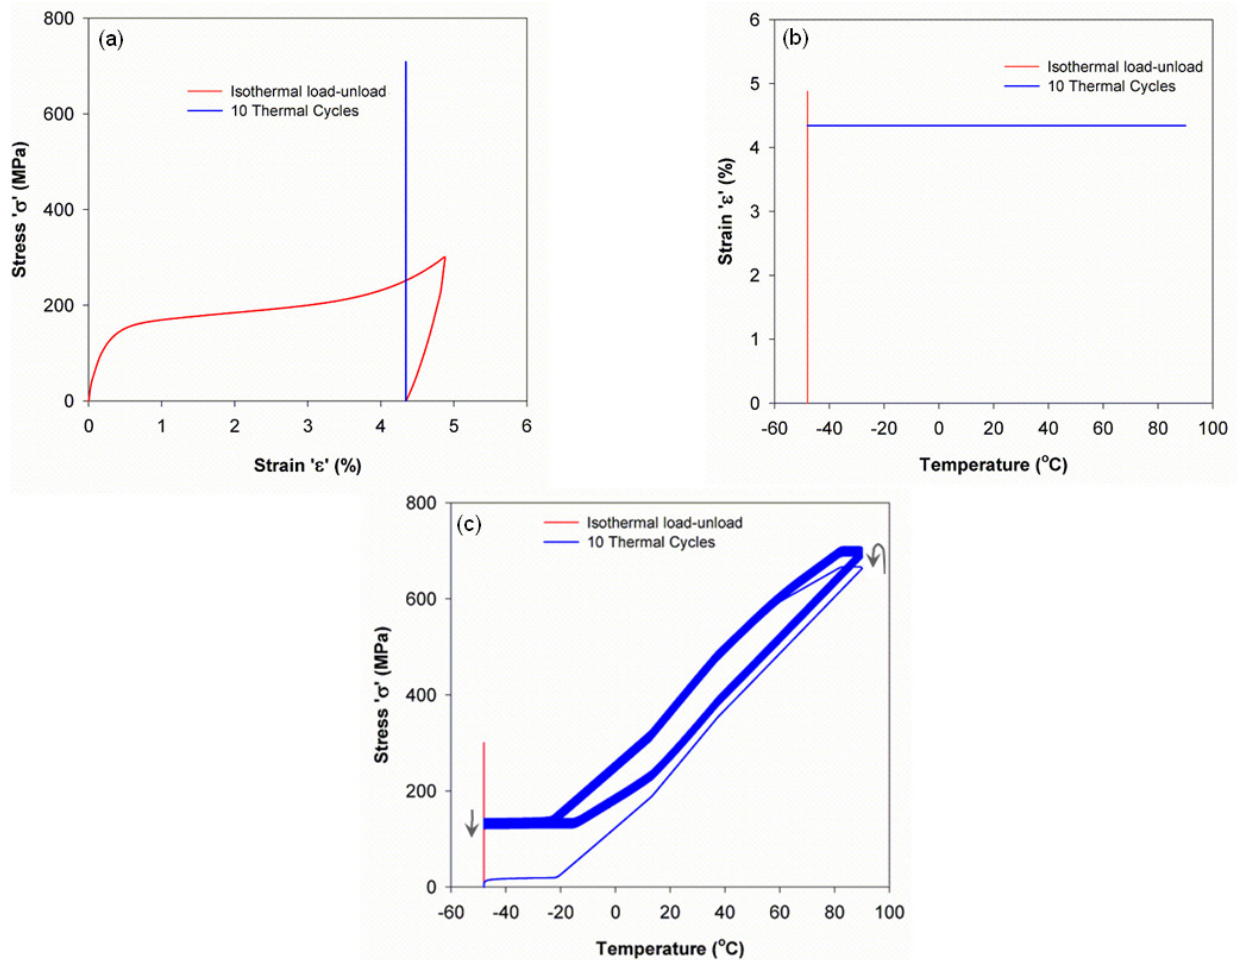 (a)
800
600
400
200
0
0 1 2 3 4 5 6
Stress 'σ' (MPa)
Strain 'ε' (%)
Isothermal load-unload
10 Thermal Cycles
(b)
6
5
4
3
2
1
0
-60 -40 -20 0 20 40 60 80 100
Strain 'ε' (%)
Temperature (°C)
Isothermal load-unload
10 Thermal Cycles
(c)
800
600
400
200
0
-60 -40 -20 0 20 40 60 80 100
Stress 'σ' (MPa)
Temperature (°C)
Isothermal load-unload
10 Thermal Cycles